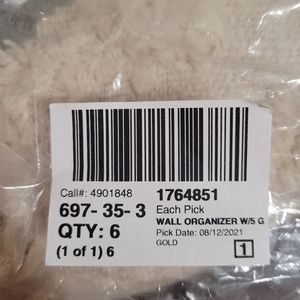 Call#: 4901848 1764851
697- 35- 3 Each Pick
WALL ORGANIZER W/5 G
QTY: 6 Pick Date: 08/12/2021
GOLD
(1 of 1) 6 1